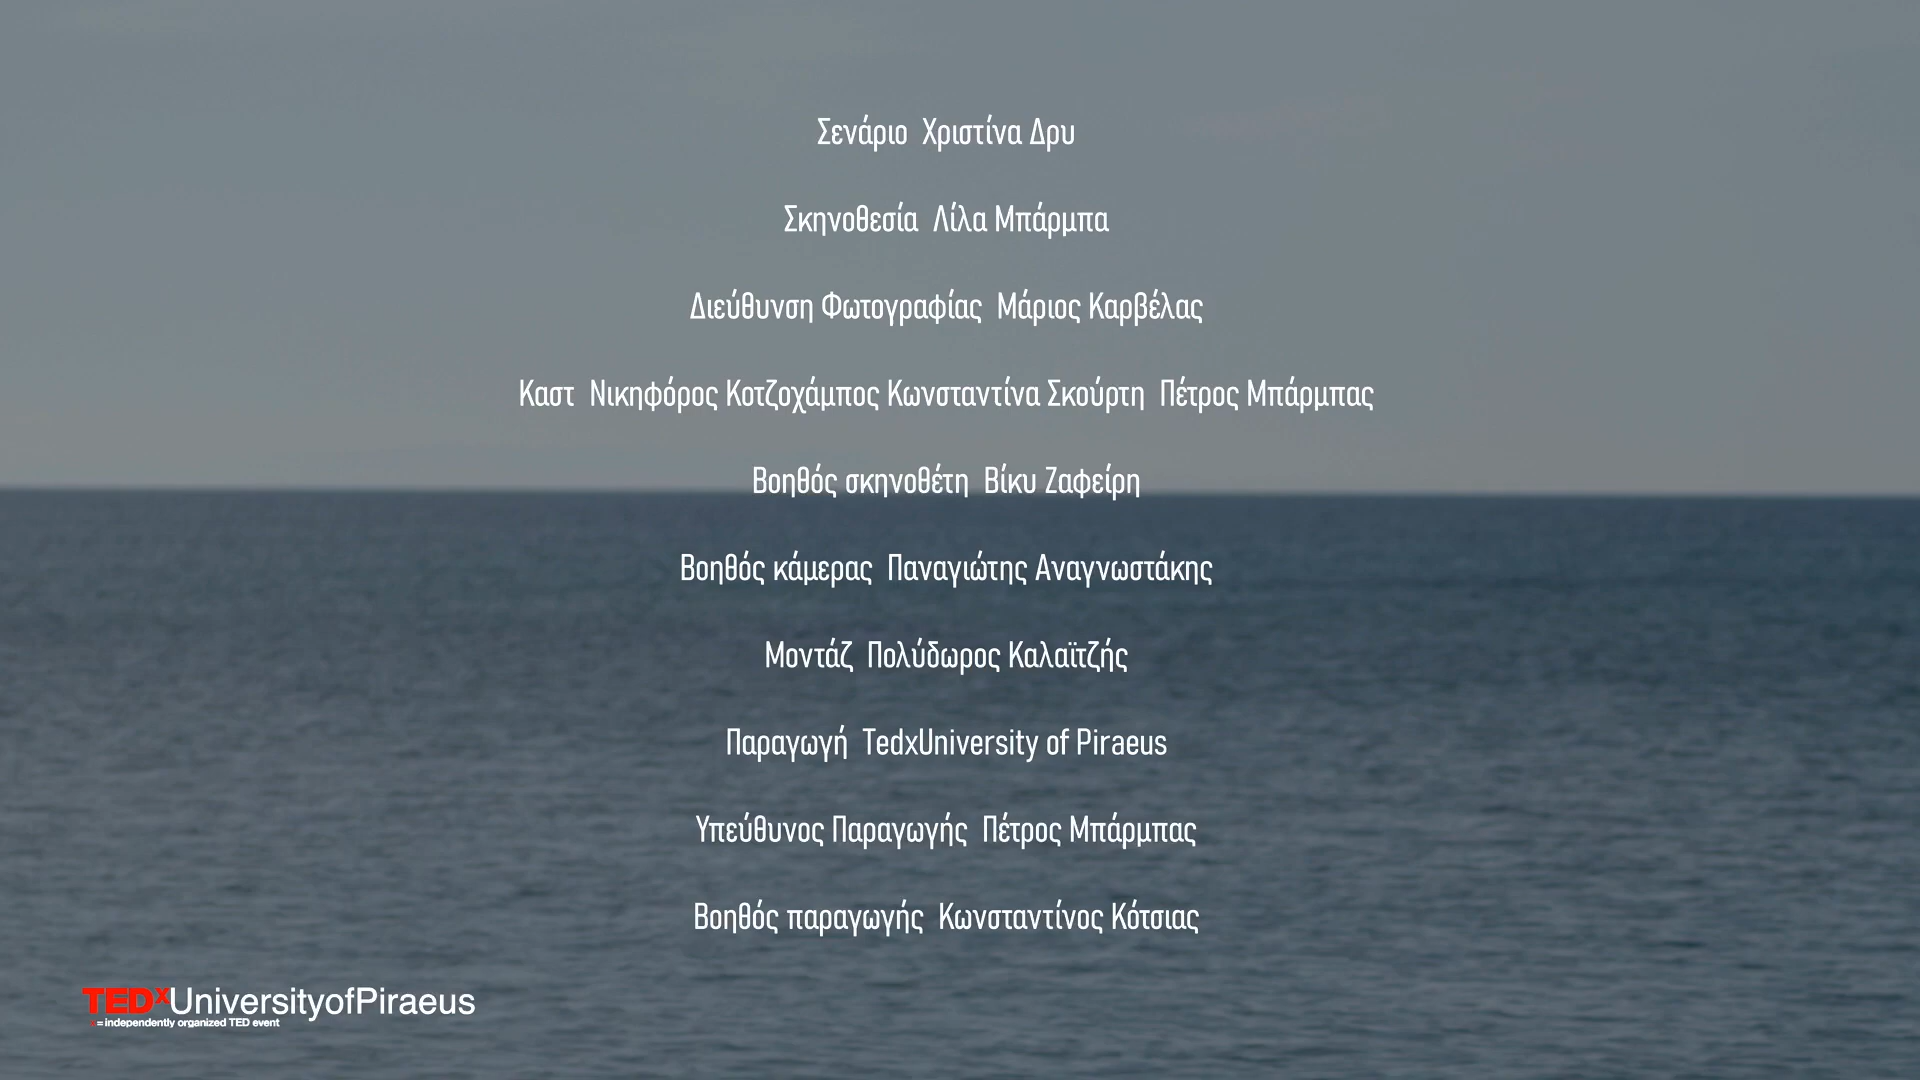 Σενάριο Χριστίνα Δρυ
Σκηνοθεσία Λίλα Μπάρμπα
Διεύθυνση Φωτογραφίας Μάριος Καρβέλας
Καστ Νικηφόρος Κοτζοχάμπος Κωνσταντίνα Σκούρτη Πέτρος Μπάρμπας
Βοηθός σκηνοθέτη Βίκυ Ζαφείρη
Βοηθός κάμερας Παναγιώτης Αναγνωστάκης
Μοντάζ Πολύδωρος Καλαϊτζής
Παραγωγή TedxUniversity of Piraeus
Υπεύθυνος Παραγωγής Πέτρος Μπάρμπας
Βοηθός παραγωγής Κωνσταντίνος Κότσιας
TEDxUniversityofPiraeus
x = independently organized TED event